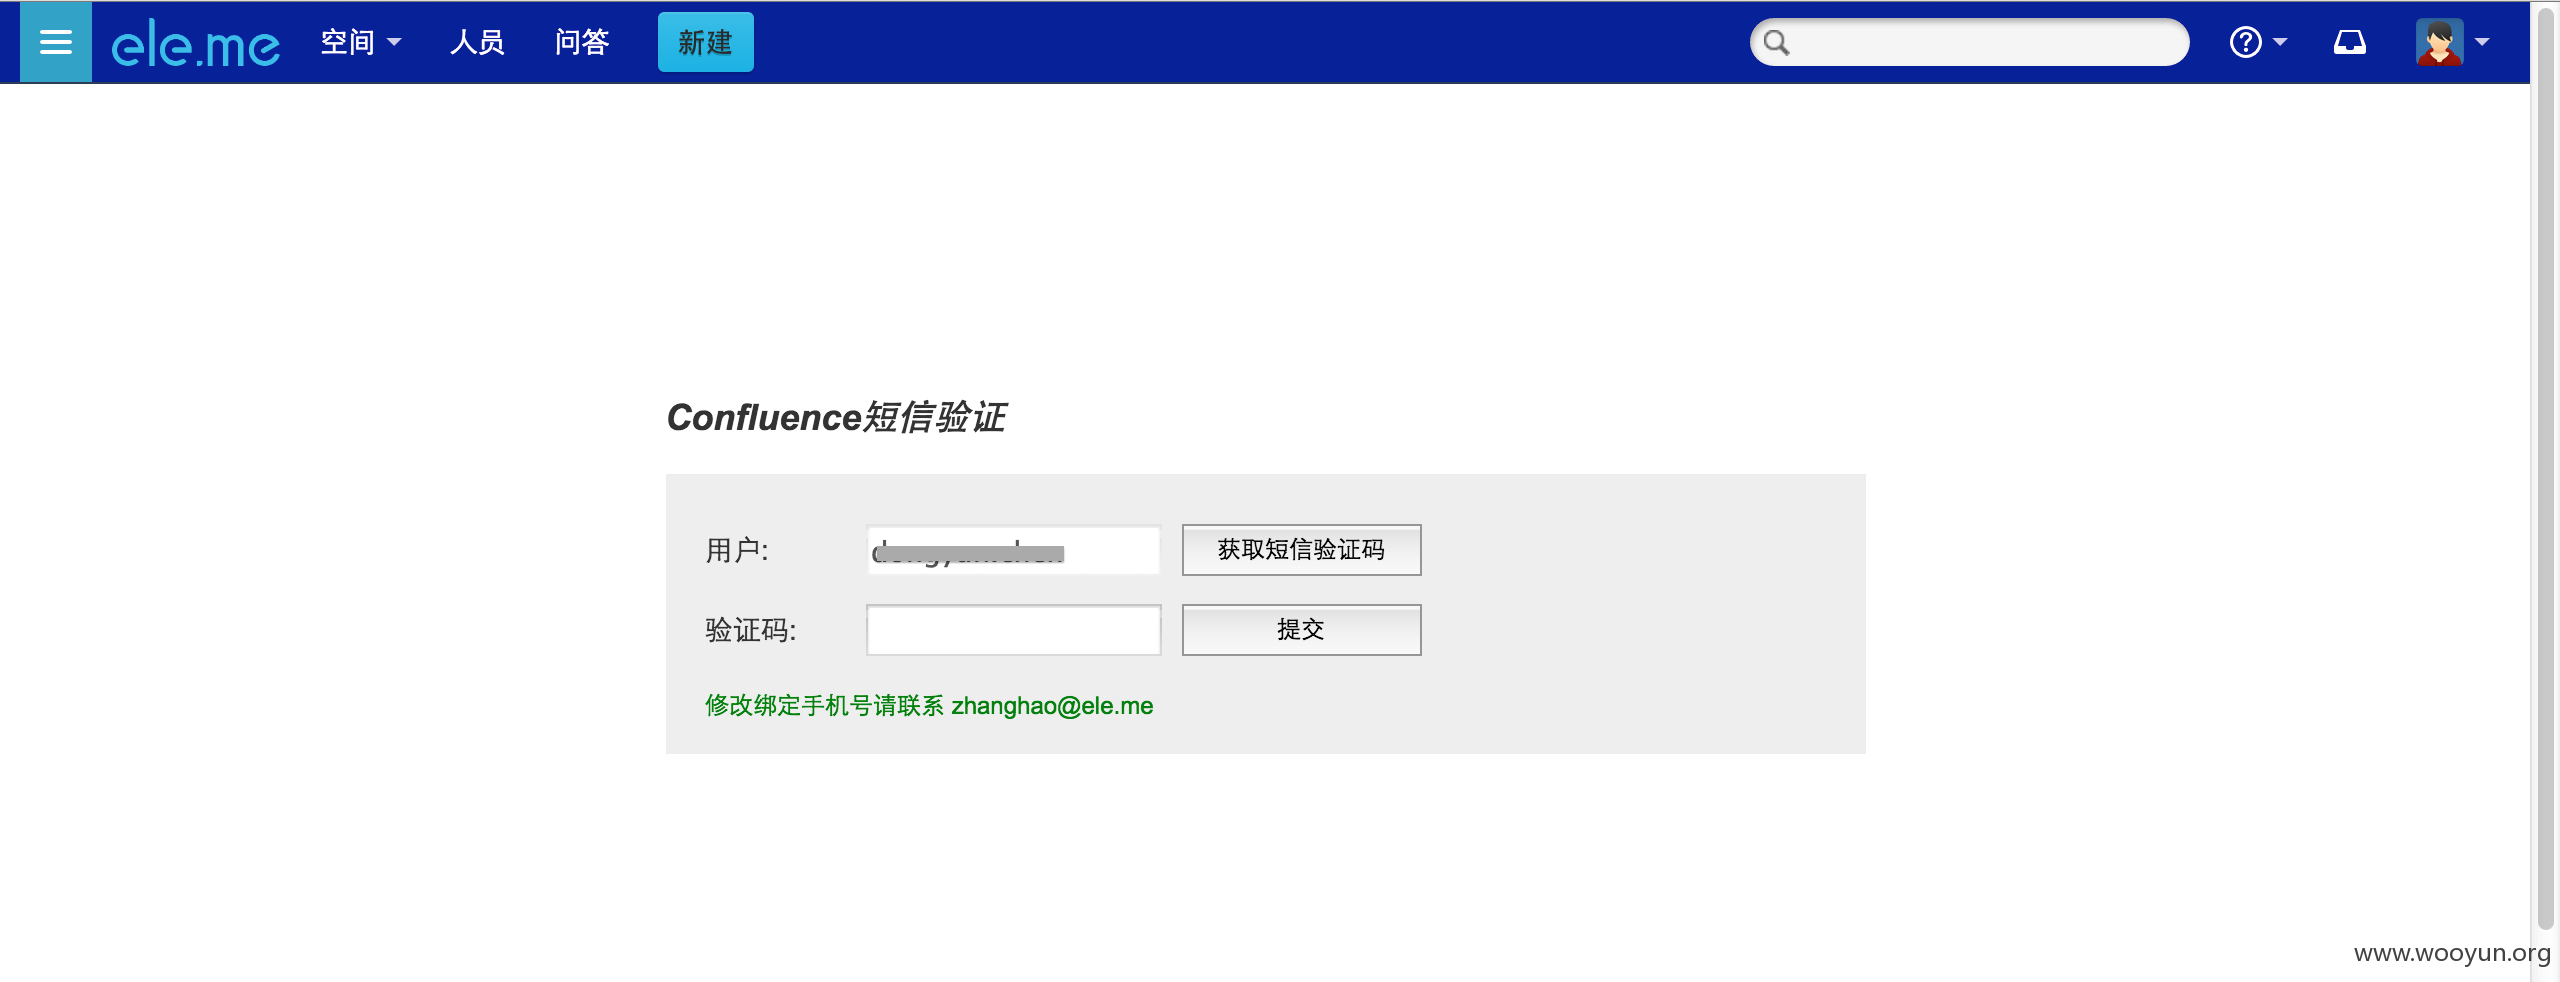 ele.me 空间 人员 问答 新建
Confluence短信验证
用户: 获取短信验证码
验证码: 提交
修改绑定手机号请联系 zhanghao@ele.me
www.wooyun.org